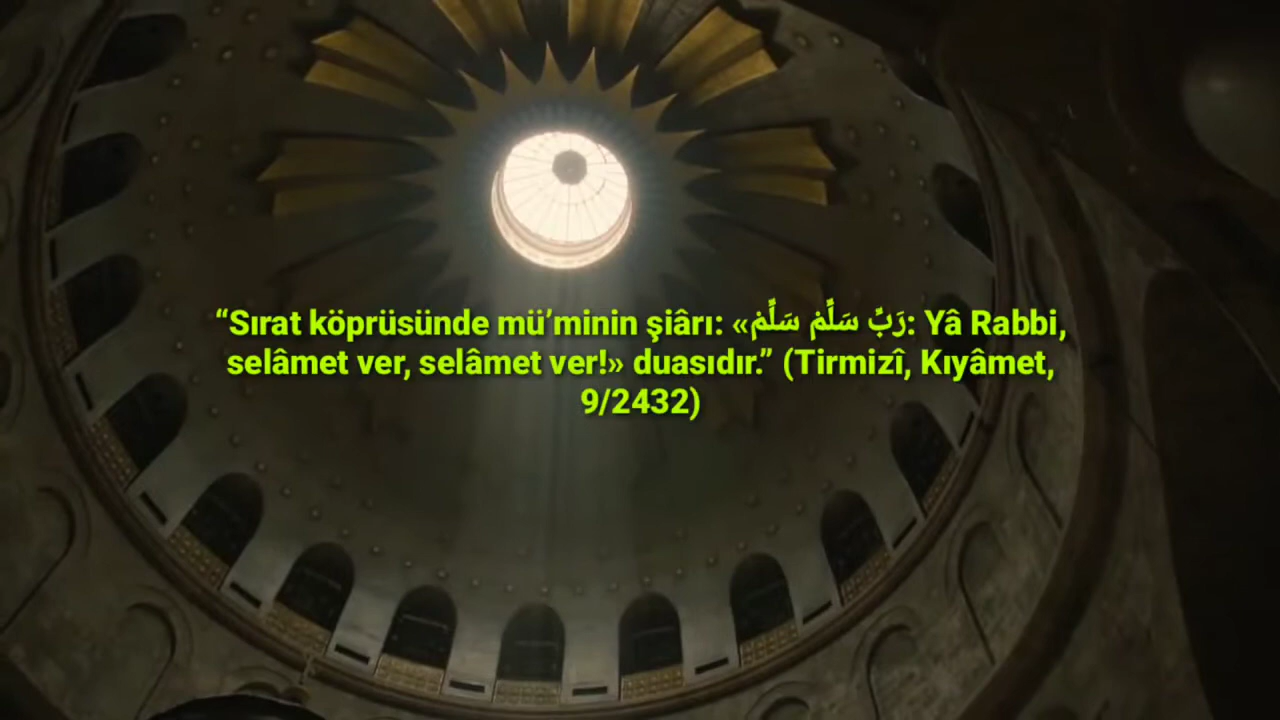 “Sırat köprüsünde mü’minin şiârı: «رَبِّ سَلِّمْ سَلِّمْ: Yâ Rabbi,
selâmet ver, selâmet ver!» duasıdır.” (Tirmizî, Kıyâmet,
9/2432)